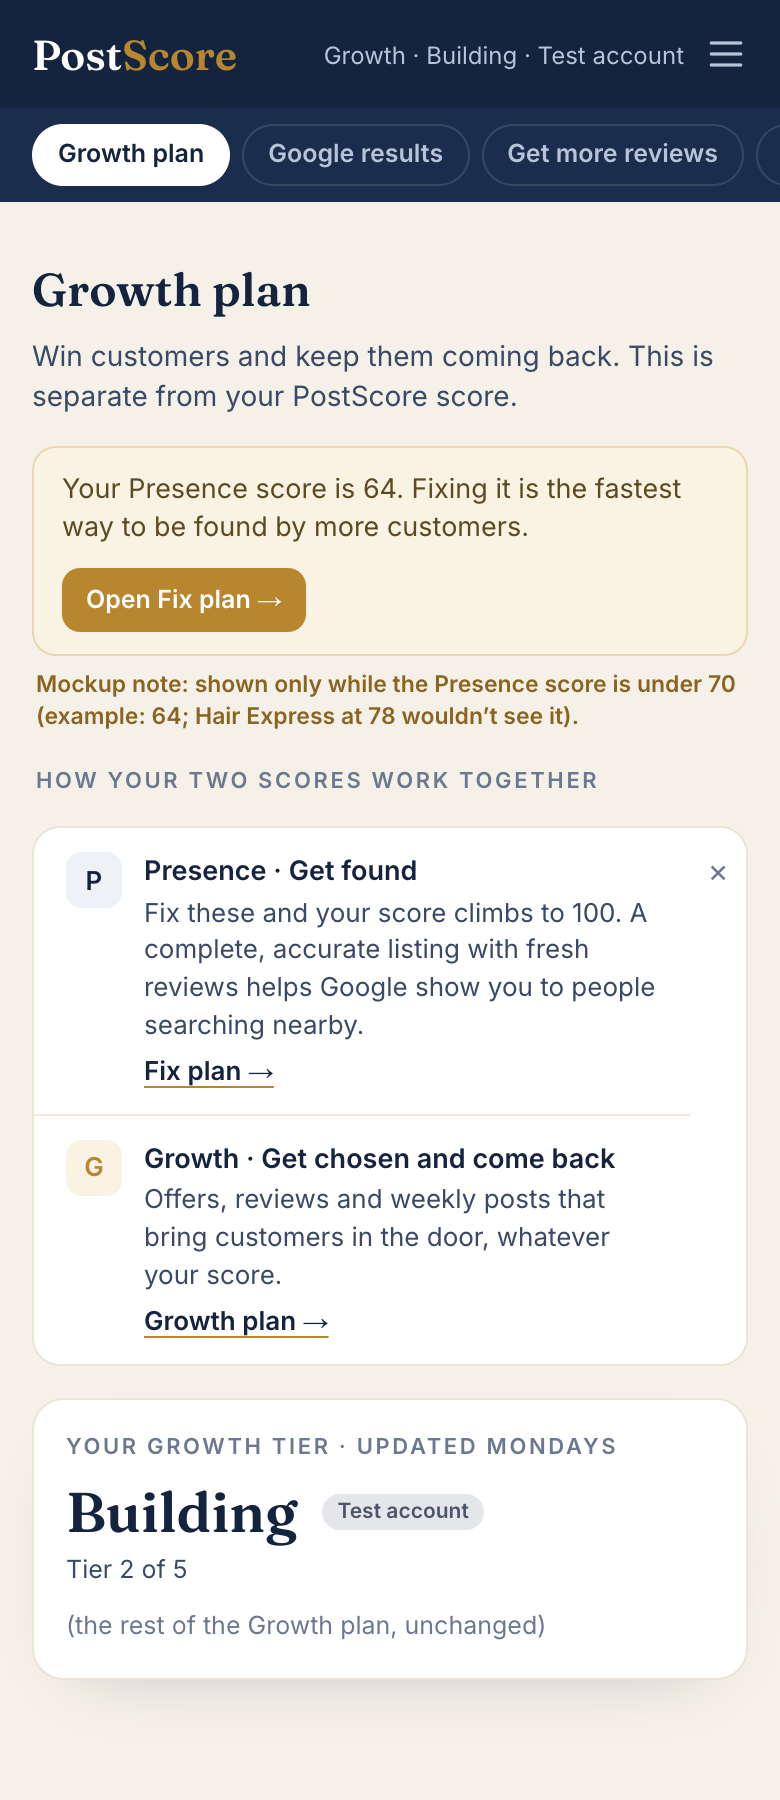 PostScore
Growth · Building · Test account
Growth plan
Google results
Get more reviews
Growth plan
Win customers and keep them coming back. This is
separate from your PostScore score.
Your Presence score is 64. Fixing it is the fastest
way to be found by more customers.
Open Fix plan →
Mockup note: shown only while the Presence score is under 70
(example: 64; Hair Express at 78 wouldn’t see it).
HOW YOUR TWO SCORES WORK TOGETHER
P
Presence · Get found
×
Fix these and your score climbs to 100. A
complete, accurate listing with fresh
reviews helps Google show you to people
searching nearby.
Fix plan →
G
Growth · Get chosen and come back
Offers, reviews and weekly posts that
bring customers in the door, whatever
your score.
Growth plan →
YOUR GROWTH TIER · UPDATED MONDAYS
Building
Test account
Tier 2 of 5
(the rest of the Growth plan, unchanged)